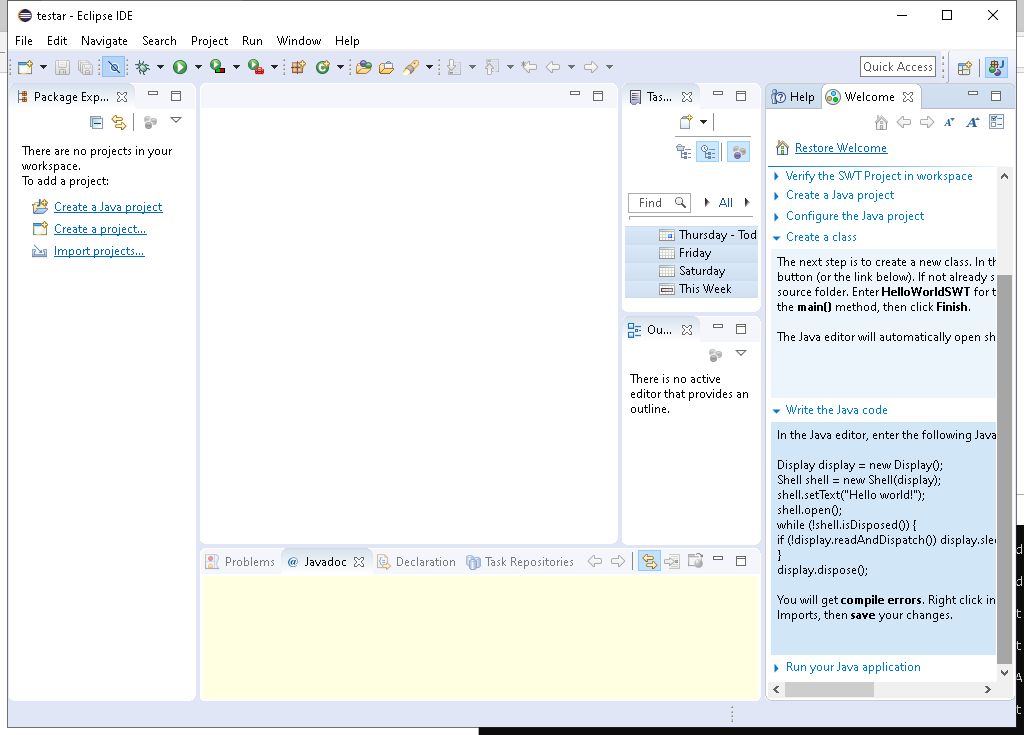 testar - Eclipse IDE
File Edit Navigate Search Project Run Window Help
Quick Access
Package Exp...
There are no projects in your
workspace.
To add a project:
Create a Java project
Create a project...
Import projects...
Tas...
Find
All
Thursday - Tod
Friday
Saturday
This Week
Ou...
There is no active
editor that provides an
outline.
Problems
@ Javadoc
Declaration
Task Repositories
Help
Welcome
A
A
Restore Welcome
Verify the SWT Project in workspace
Create a Java project
Configure the Java project
Create a class
The next step is to create a new class. In th
button (or the link below). If not already s
source folder. Enter HelloWorldSWT for t
the main() method, then click Finish.
The Java editor will automatically open sh
Write the Java code
In the Java editor, enter the following Java
Display display = new Display();
Shell shell = new Shell(display);
shell.setText("Hello world!");
shell.open();
while (!shell.isDisposed()) {
if (!display.readAndDispatch()) display.slee
}
display.dispose();
You will get compile errors. Right click in
Imports, then save your changes.
Run your Java application